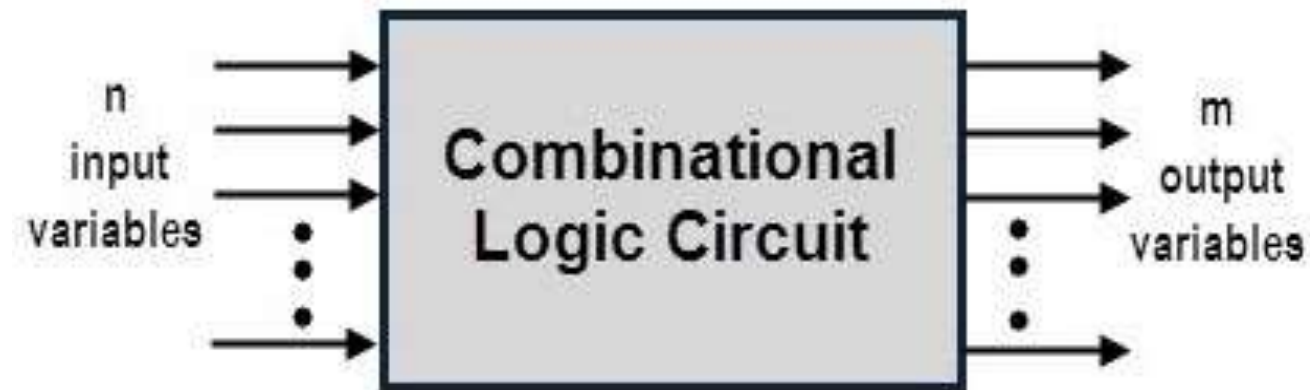 n
input
variables
Combinational
Logic Circuit
m
output
variables